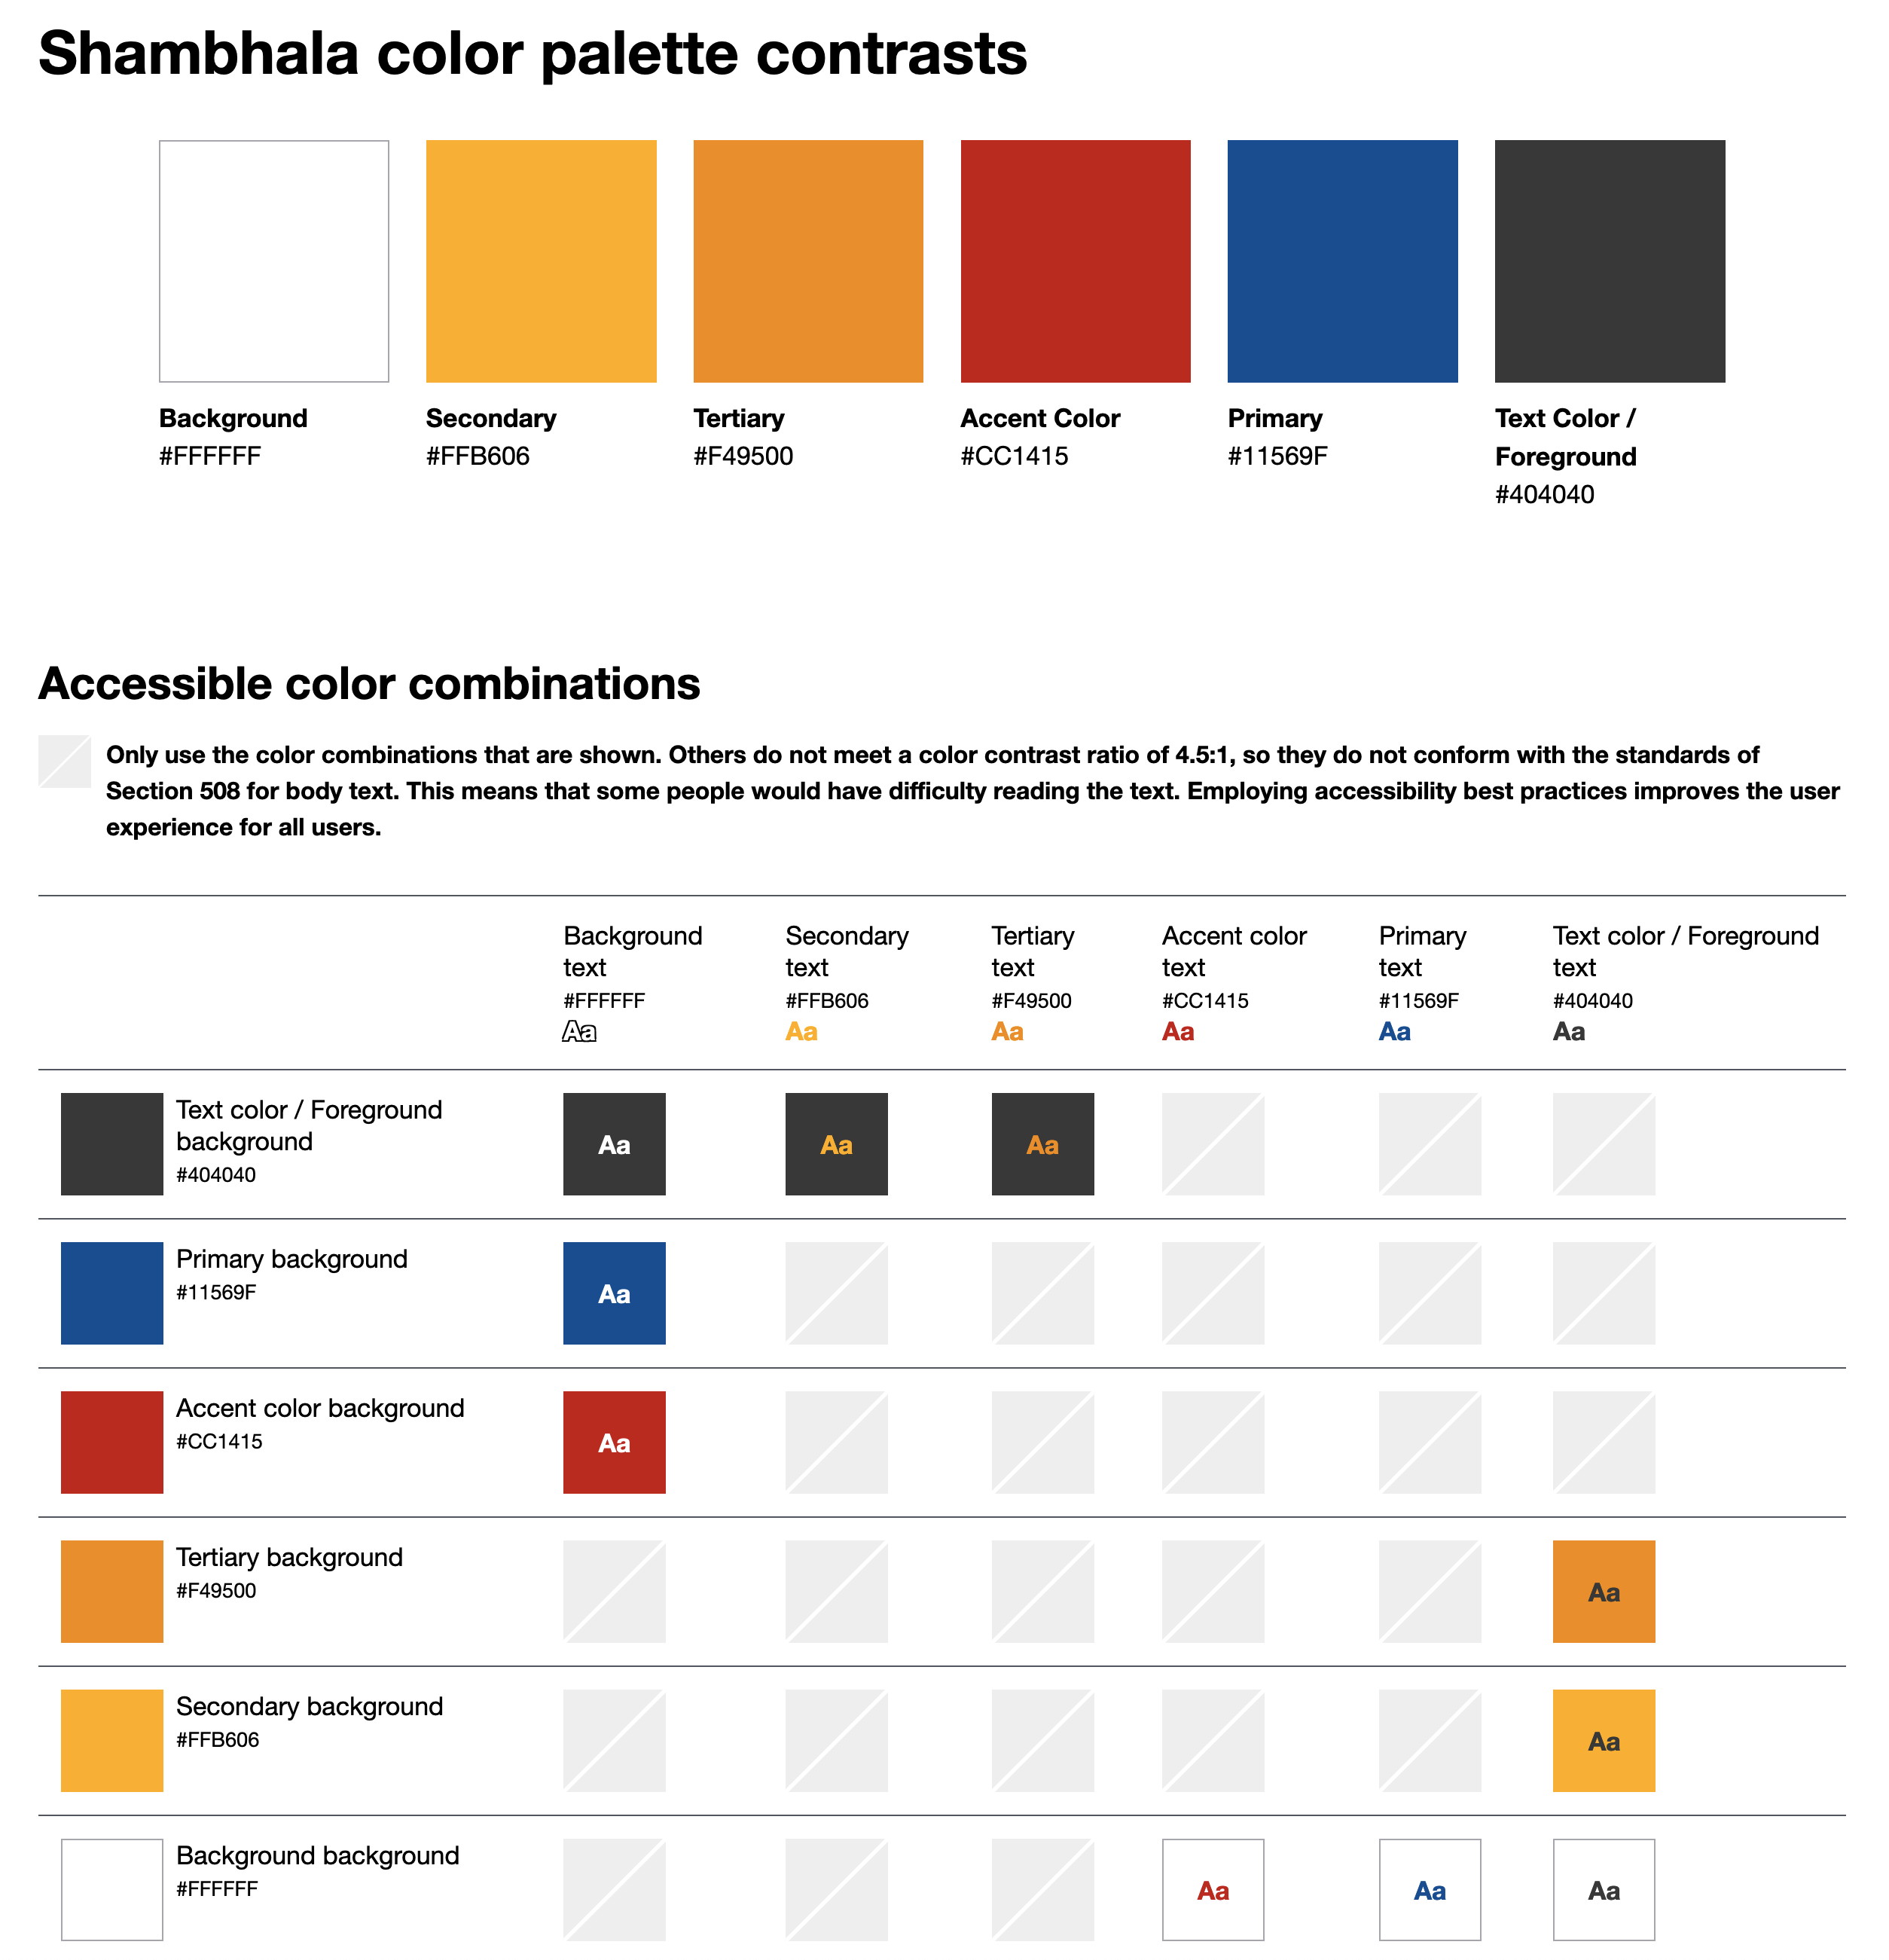 Shambhala color palette contrasts
Background
#FFFFFF
Secondary
#FFB606
Tertiary
#F49500
Accent Color
#CC1415
Primary
#11569F
Text Color /
Foreground
#404040
Accessible color combinations
Only use the color combinations that are shown. Others do not meet a color contrast ratio of 4.5:1, so they do not conform with the standards of
Section 508 for body text. This means that some people would have difficulty reading the text. Employing accessibility best practices improves the user
experience for all users.
Background
text
#FFFFFF
Aa
Secondary
text
#FFB606
Aa
Tertiary
text
#F49500
Aa
Accent color
text
#CC1415
Aa
Primary
text
#11569F
Aa
Text color / Foreground
text
#404040
Aa
Text color / Foreground
background
#404040
Aa
Aa
Aa
Primary background
#11569F
Aa
Accent color background
#CC1415
Aa
Tertiary background
#F49500
Aa
Secondary background
#FFB606
Aa
Background background
#FFFFFF
Aa
Aa
Aa